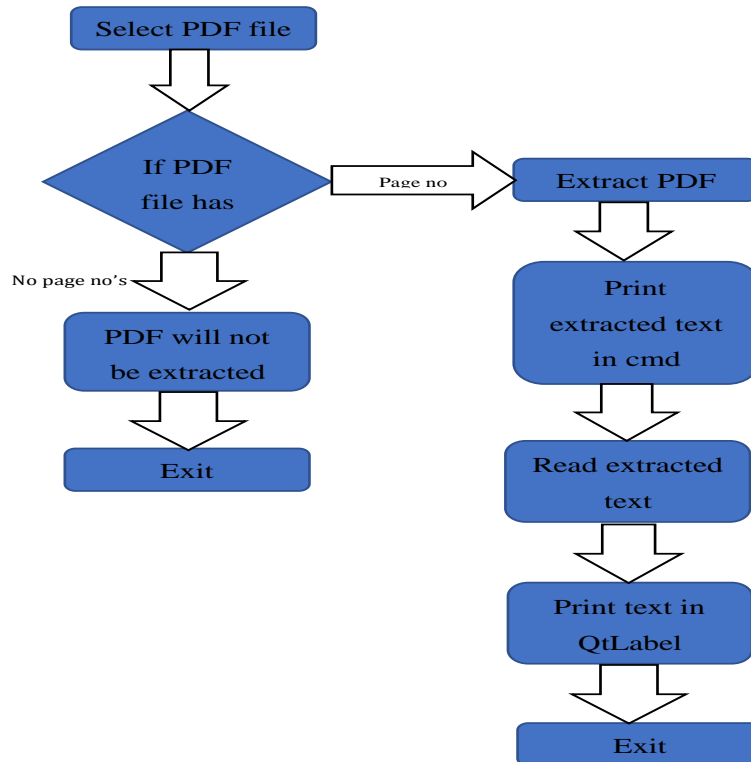 Select PDF file
If PDF
file has
Page no
Extract PDF
No page no's
PDF will not
be extracted
Exit
Print
extracted text
in cmd
Read extracted
text
Print text in
QtLabel
Exit